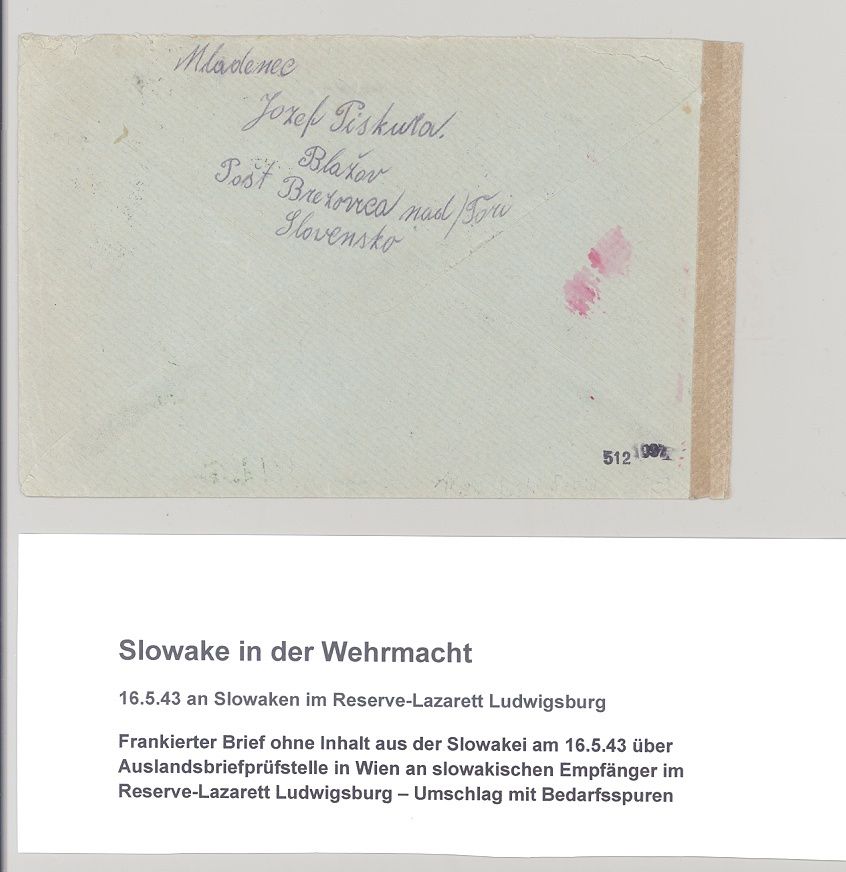 Mladenec
Jozef Piskura.
Blažov
Pošt Brezovica nad/Tori
Slovensko
512
Slowake in der Wehrmacht
16.5.43 an Slowaken im Reserve-Lazarett Ludwigsburg
Frankierter Brief ohne Inhalt aus der Slowakei am 16.5.43 über
Auslandsbriefprüfstelle in Wien an slowakischen Empfänger im
Reserve-Lazarett Ludwigsburg – Umschlag mit Bedarfsspuren